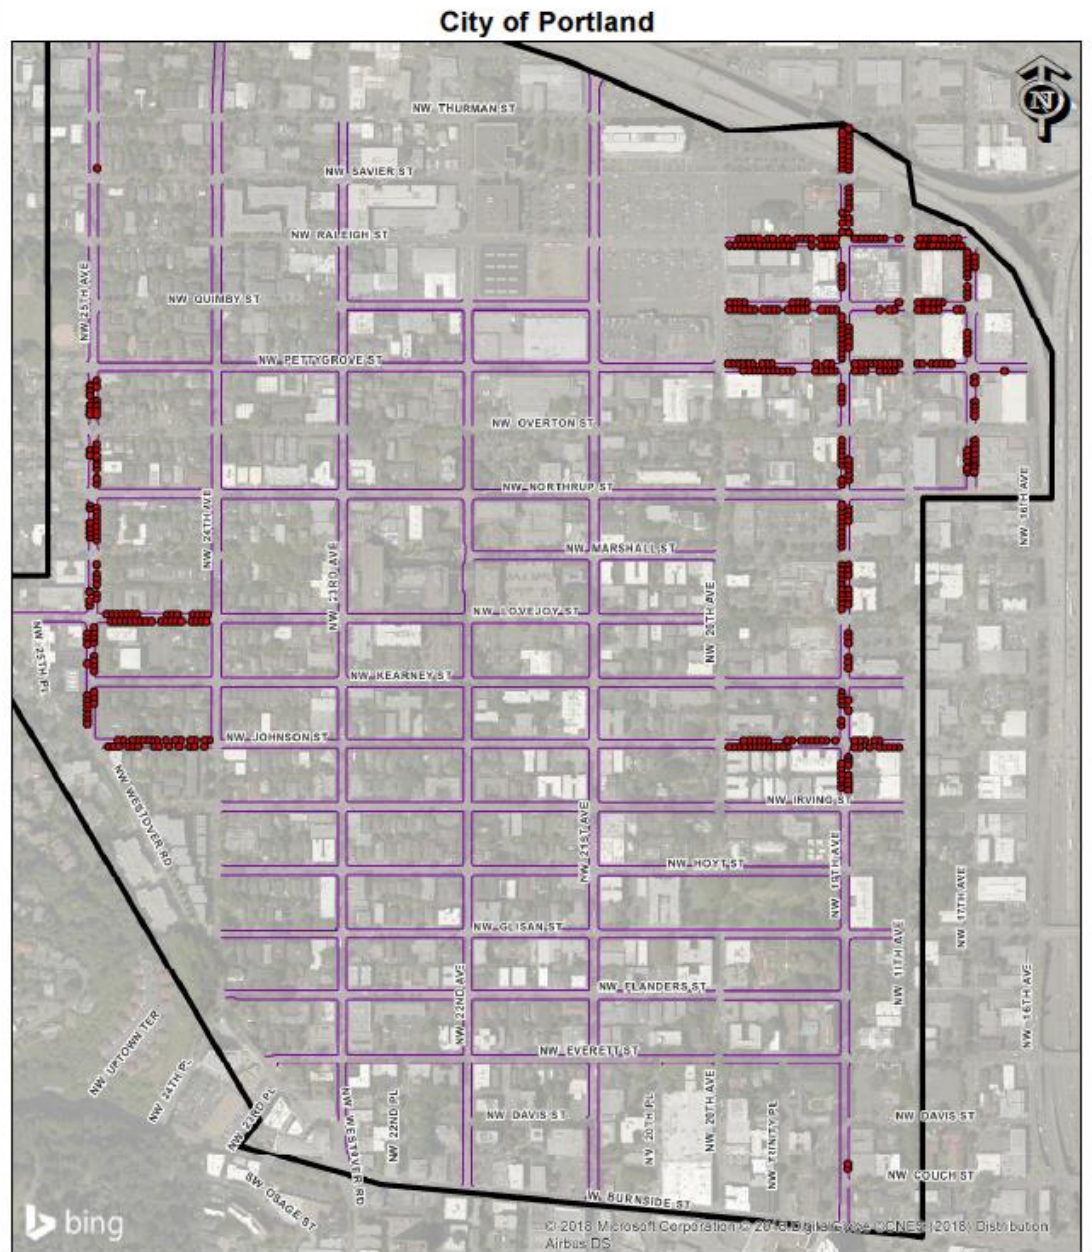 City of Portland
N
NW THURMAN ST
NW SAVIER ST
NW RALEIGH ST
NW 25TH AVE
NW QUIMBY ST
NW PETTYGROVE ST
NW OVERTON ST
NW NORTHRUP ST
NW 24TH AVE
NW 16TH AVE
NW 23RD AVE
NW MARSHALL ST
NW LOVEJOY ST
NW 20TH AVE
NW 25TH PL
NW KEARNEY ST
NW JOHNSON ST
NW WESTOVER RD
NW IRVING ST
NW 21ST AVE
NW HOYT ST
NW 19TH AVE
NW 17TH AVE
NW GLISAN ST
NW 18TH AVE
NW 22ND AVE
NW FLANDERS ST
NW 16TH AVE
NW UPTOWN TER
NW EVERETT ST
NW 24TH PL
NW 23RD PL
NW WESTOVER RD
NW 22ND PL
NW DAVIS ST
NW 20TH PL
NW 20TH AVE
NW TRINITY PL
NW DAVIS ST
NW COUCH ST
SW OSAGE ST
W BURNSIDE ST
bing
© 2018 Microsoft Corporation © 2018 DigitalGlobe ©CNES (2018) Distribution
Airbus DS